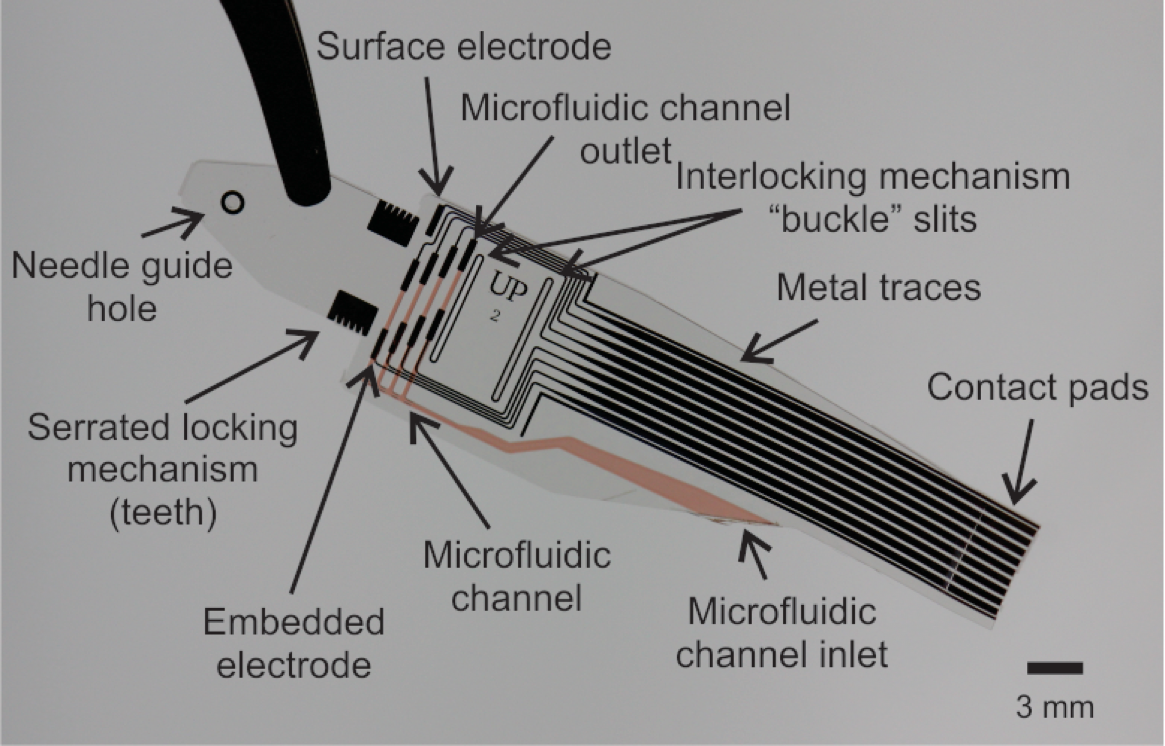 Surface electrode
Microfluidic channel
outlet
Interlocking mechanism
“buckle” slits
UP
2
Needle guide
hole
Metal traces
Contact pads
Serrated locking
mechanism
(teeth)
Microfluidic
channel
Embedded
electrode
Microfluidic
channel inlet
3 mm